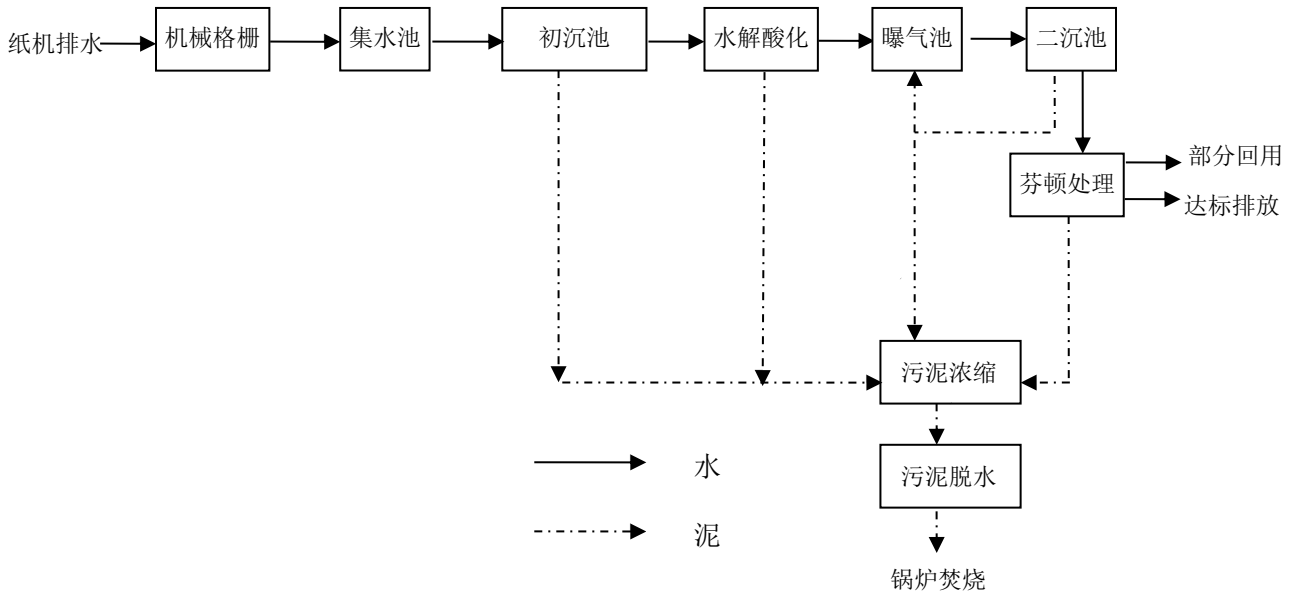 纸机排水
机械格栅
集水池
初沉池
水解酸化
曝气池
二沉池
部分回用
芬顿处理
达标排放
污泥浓缩
水
污泥脱水
泥
锅炉焚烧